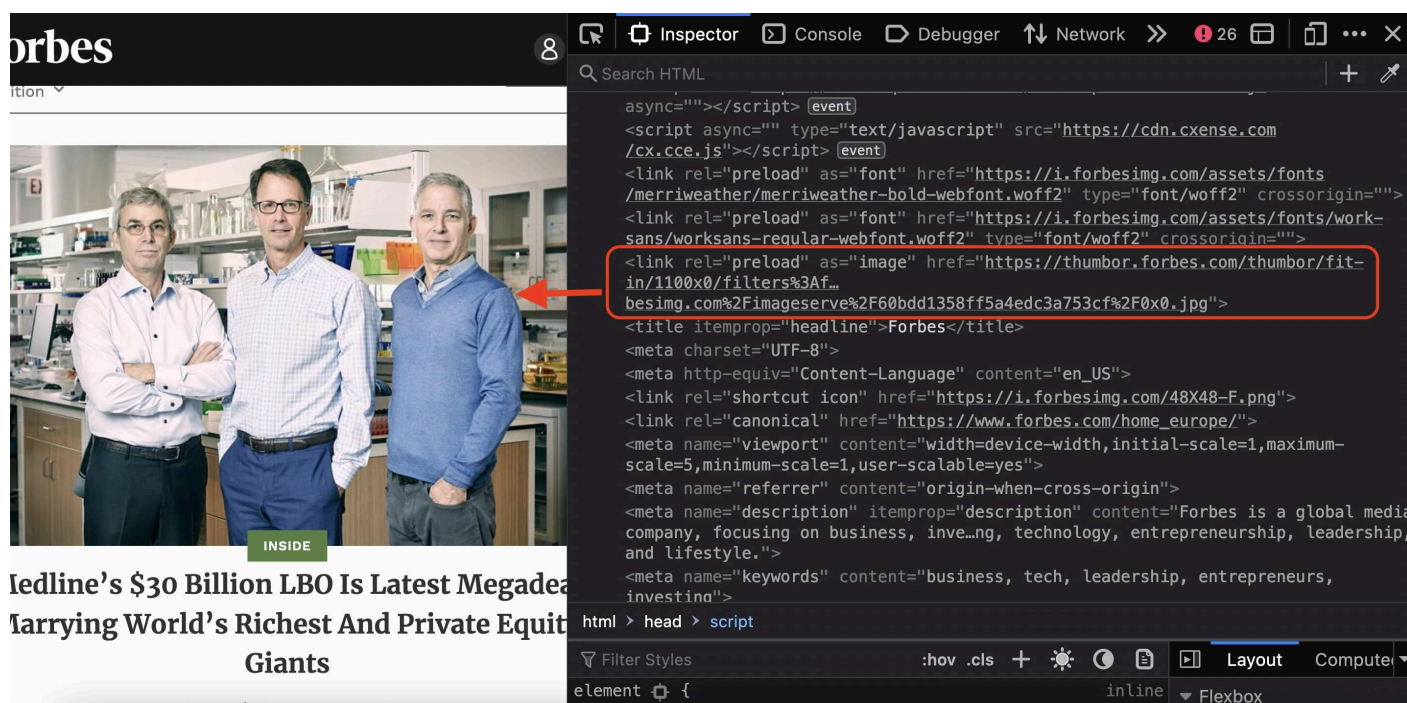 orbes
ition
INSIDE
Medline’s $30 Billion LBO Is Latest Megadea
Marrying World’s Richest And Private Equit
Giants
Inspector
Console
Debugger
Network
26
Search HTML
async=""></script> event
<script async="" type="text/javascript" src="https://cdn.cxense.com
/cx.cce.js"></script> event
<link rel="preload" as="font" href="https://i.forbesimg.com/assets/fonts
/merriweather/merriweather-bold-webfont.woff2" type="font/woff2" crossorigin="">
<link rel="preload" as="font" href="https://i.forbesimg.com/assets/fonts/work-
sans/worksans-regular-webfont.woff2" type="font/woff2" crossorigin="">
<link rel="preload" as="image" href="https://thumbor.forbes.com/thumbor/fit-
in/1100x0/filters%3Af…
besimg.com%2Fimageserve%2F60bdd1358ff5a4edc3a753cf%2F0x0.jpg">
<title itemprop="headline">Forbes</title>
<meta charset="UTF-8">
<meta http-equiv="Content-Language" content="en_US">
<link rel="shortcut icon" href="https://i.forbesimg.com/48X48-F.png">
<link rel="canonical" href="https://www.forbes.com/home_europe/">
<meta name="viewport" content="width=device-width,initial-scale=1,maximum-
scale=5,minimum-scale=1,user-scalable=yes">
<meta name="referrer" content="origin-when-cross-origin">
<meta name="description" itemprop="description" content="Forbes is a global media
company, focusing on business, inve…ng, technology, entrepreneurship, leadership,
and lifestyle.">
<meta name="keywords" content="business, tech, leadership, entrepreneurs,
investing">
html > head > script
Filter Styles
:hov .cls
Layout
Compute
element {
inline
Flexbox